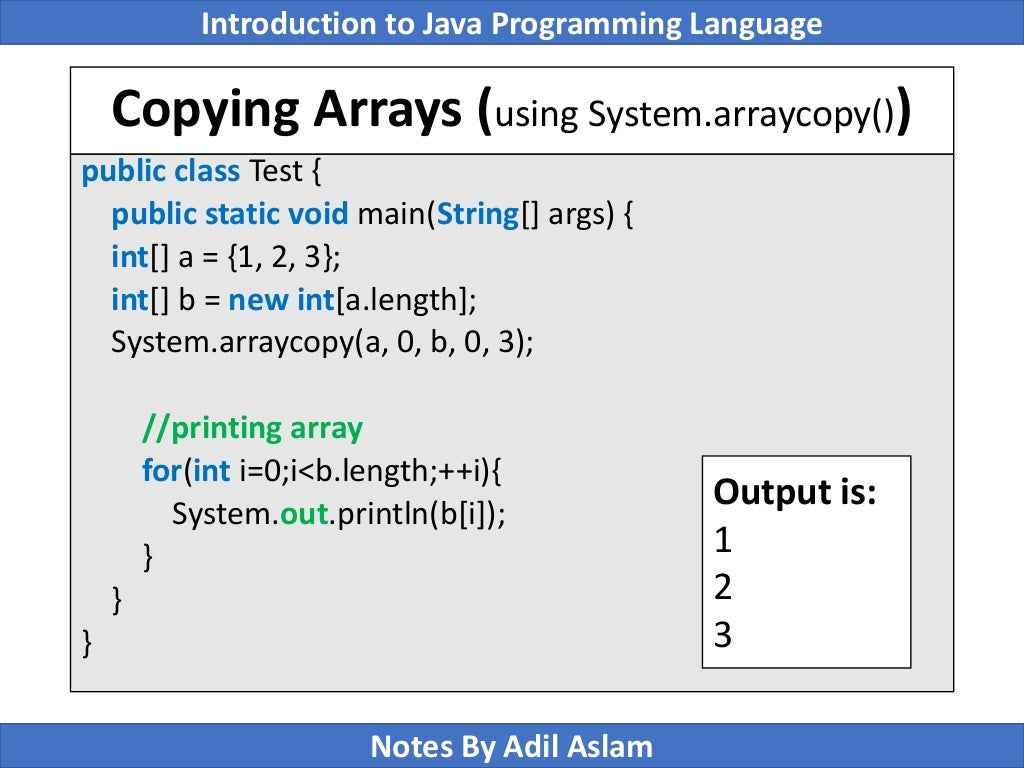 Introduction to Java Programming Language
Copying Arrays (using System.arraycopy())
public class Test {
public static void main(String[] args) {
int[] a = {1, 2, 3};
int[] b = new int[a.length];
System.arraycopy(a, 0, b, 0, 3);
//printing array
for(int i=0;i<b.length;++i){
System.out.println(b[i]);
}
}
}
Output is:
1
2
3
Notes By Adil Aslam